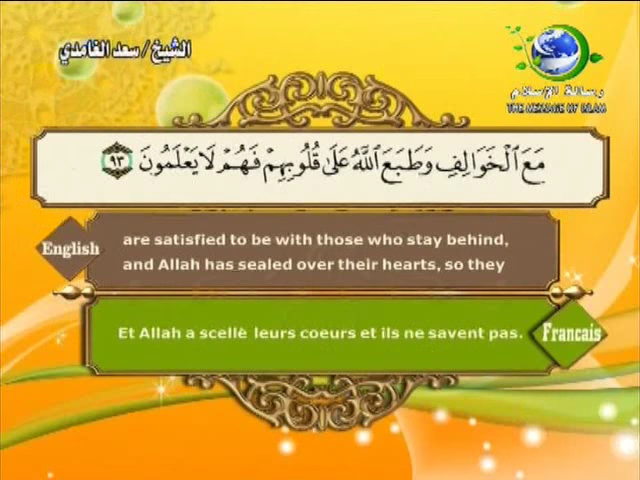 الشيخ / سعد الغامدي
رسالة الإسلام
THE MESSAGE OF ISLAM
مَعَ ٱلْخَوَالِفِ وَطَبَعَ ٱللَّهُ عَلَىٰ قُلُوبِهِمْ فَهُمْ لَا يَعْلَمُونَ ٩٣
English
are satisfied to be with those who stay behind,
and Allah has sealed over their hearts, so they
Et Allah a scellè leurs coeurs et ils ne savent pas.
Francais